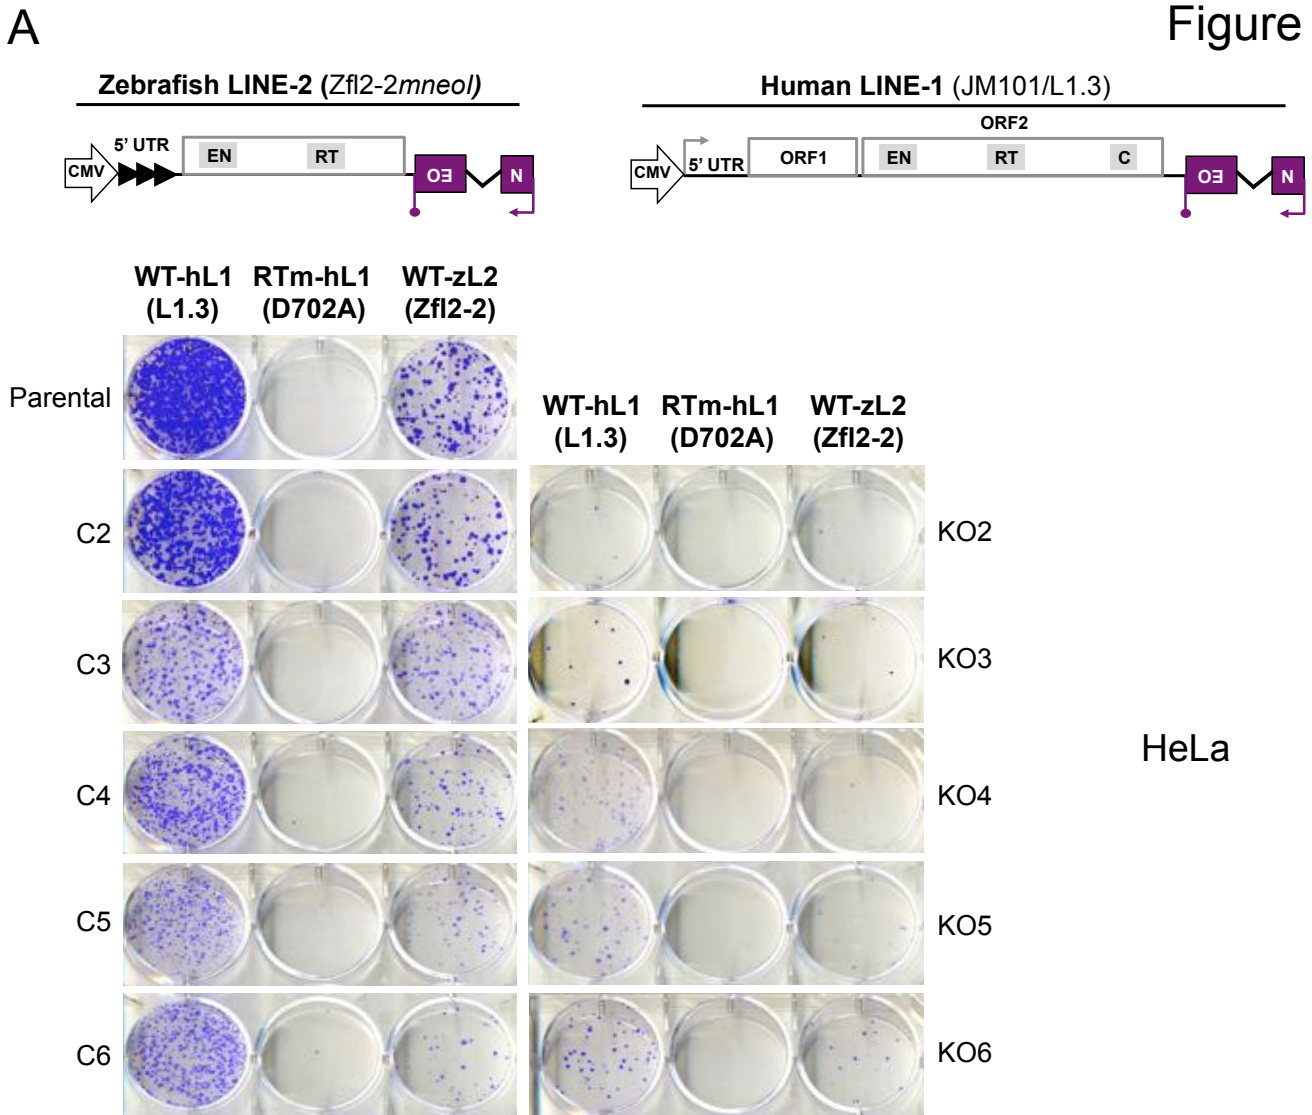 A
Figure
Zebrafish LINE-2 (Zfl2-2mneoI)
Human LINE-1 (JM101/L1.3)
ORF2
CMV
5’ UTR
EN
RT
OƎ
N
CMV
5’ UTR
ORF1
EN
RT
C
OƎ
N
WT-hL1 RTm-hL1 WT-zL2
(L1.3) (D702A) (Zfl2-2)
Parental
WT-hL1 RTm-hL1 WT-zL2
(L1.3) (D702A) (Zfl2-2)
C2
KO2
C3
KO3
HeLa
C4
KO4
C5
KO5
C6
KO6